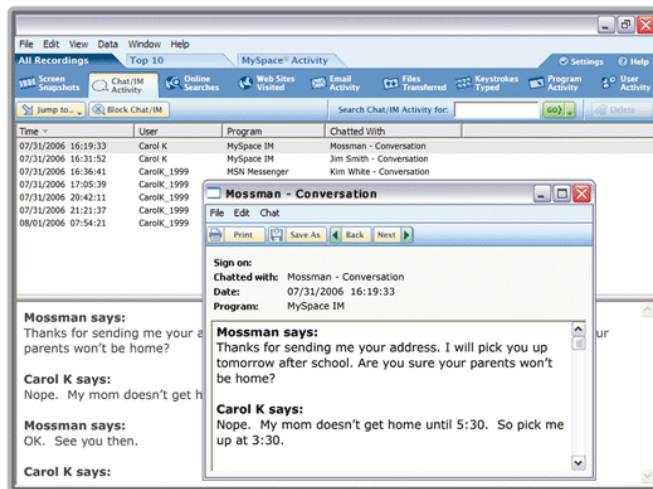 File Edit View Data Window Help
All Recordings Top 10 MySpace® Activity Settings Help
Screen Snapshots
Chat/IM Activity
Online Searches
Web Sites Visited
Email Activity
Files Transferred
Keystrokes Typed
Program Activity
User Activity
Jump to... Block Chat/IM Search Chat/IM Activity for: GO Delete
Time User Program Chatted With
07/31/2006 16:19:33 Carol K MySpace IM Mossman - Conversation
07/31/2006 16:31:52 Carol K MySpace IM Jim Smith - Conversation
07/31/2006 16:36:41 CarolK_1999 MSN Messenger Kim White - Conversation
07/31/2006 17:05:39 CarolK_1999
07/31/2006 20:42:11 CarolK_1999
07/31/2006 21:21:37 CarolK_1999
08/01/2006 07:54:21 CarolK_1999
Mossman says:
Thanks for sending me your a
parents won't be home?
Carol K says:
Nope. My mom doesn't get h
Mossman says:
OK. See you then.
Carol K says:
Mossman - Conversation
File Edit Chat
Print Save As Back Next
Sign on:
Chatted with: Mossman - Conversation
Date: 07/31/2006 16:19:33
Program: MySpace IM
Mossman says:
Thanks for sending me your address. I will pick you up
tomorrow after school. Are you sure your parents won't
be home?
Carol K says:
Nope. My mom doesn't get home until 5:30. So pick me
up at 3:30.
ur